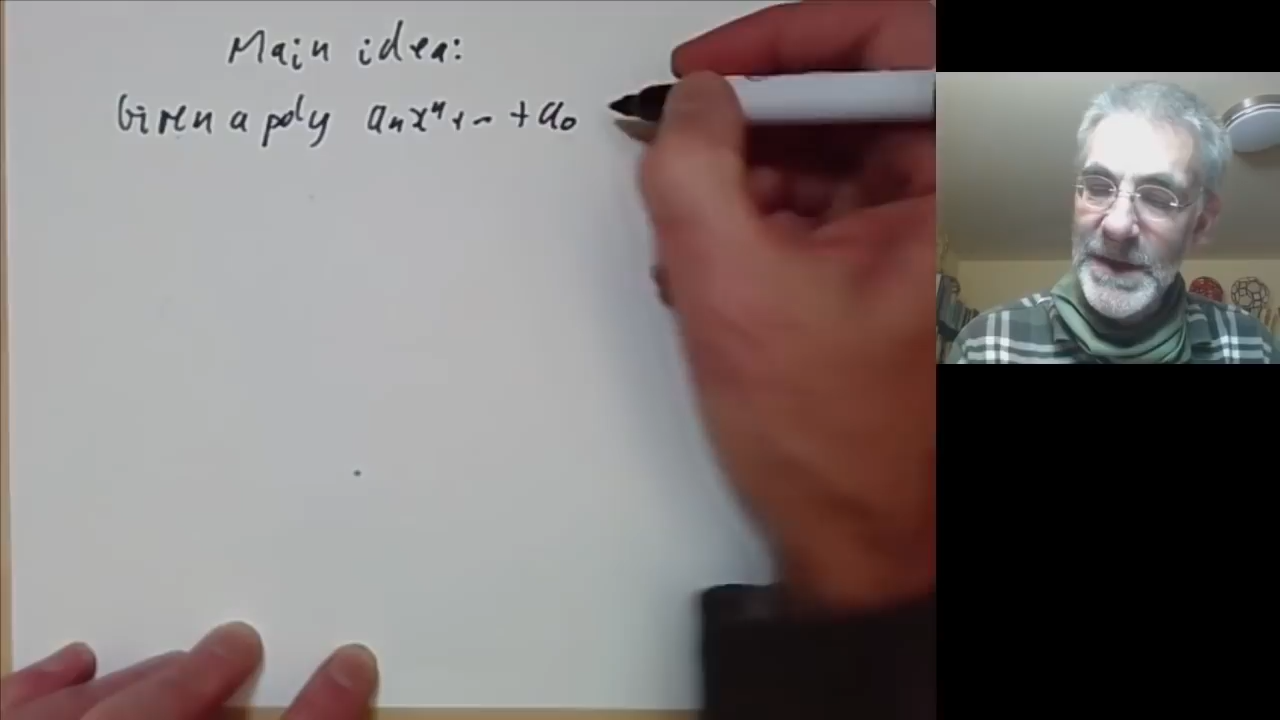 Main idea:
Given a poly aₙxⁿ+-- +a₀